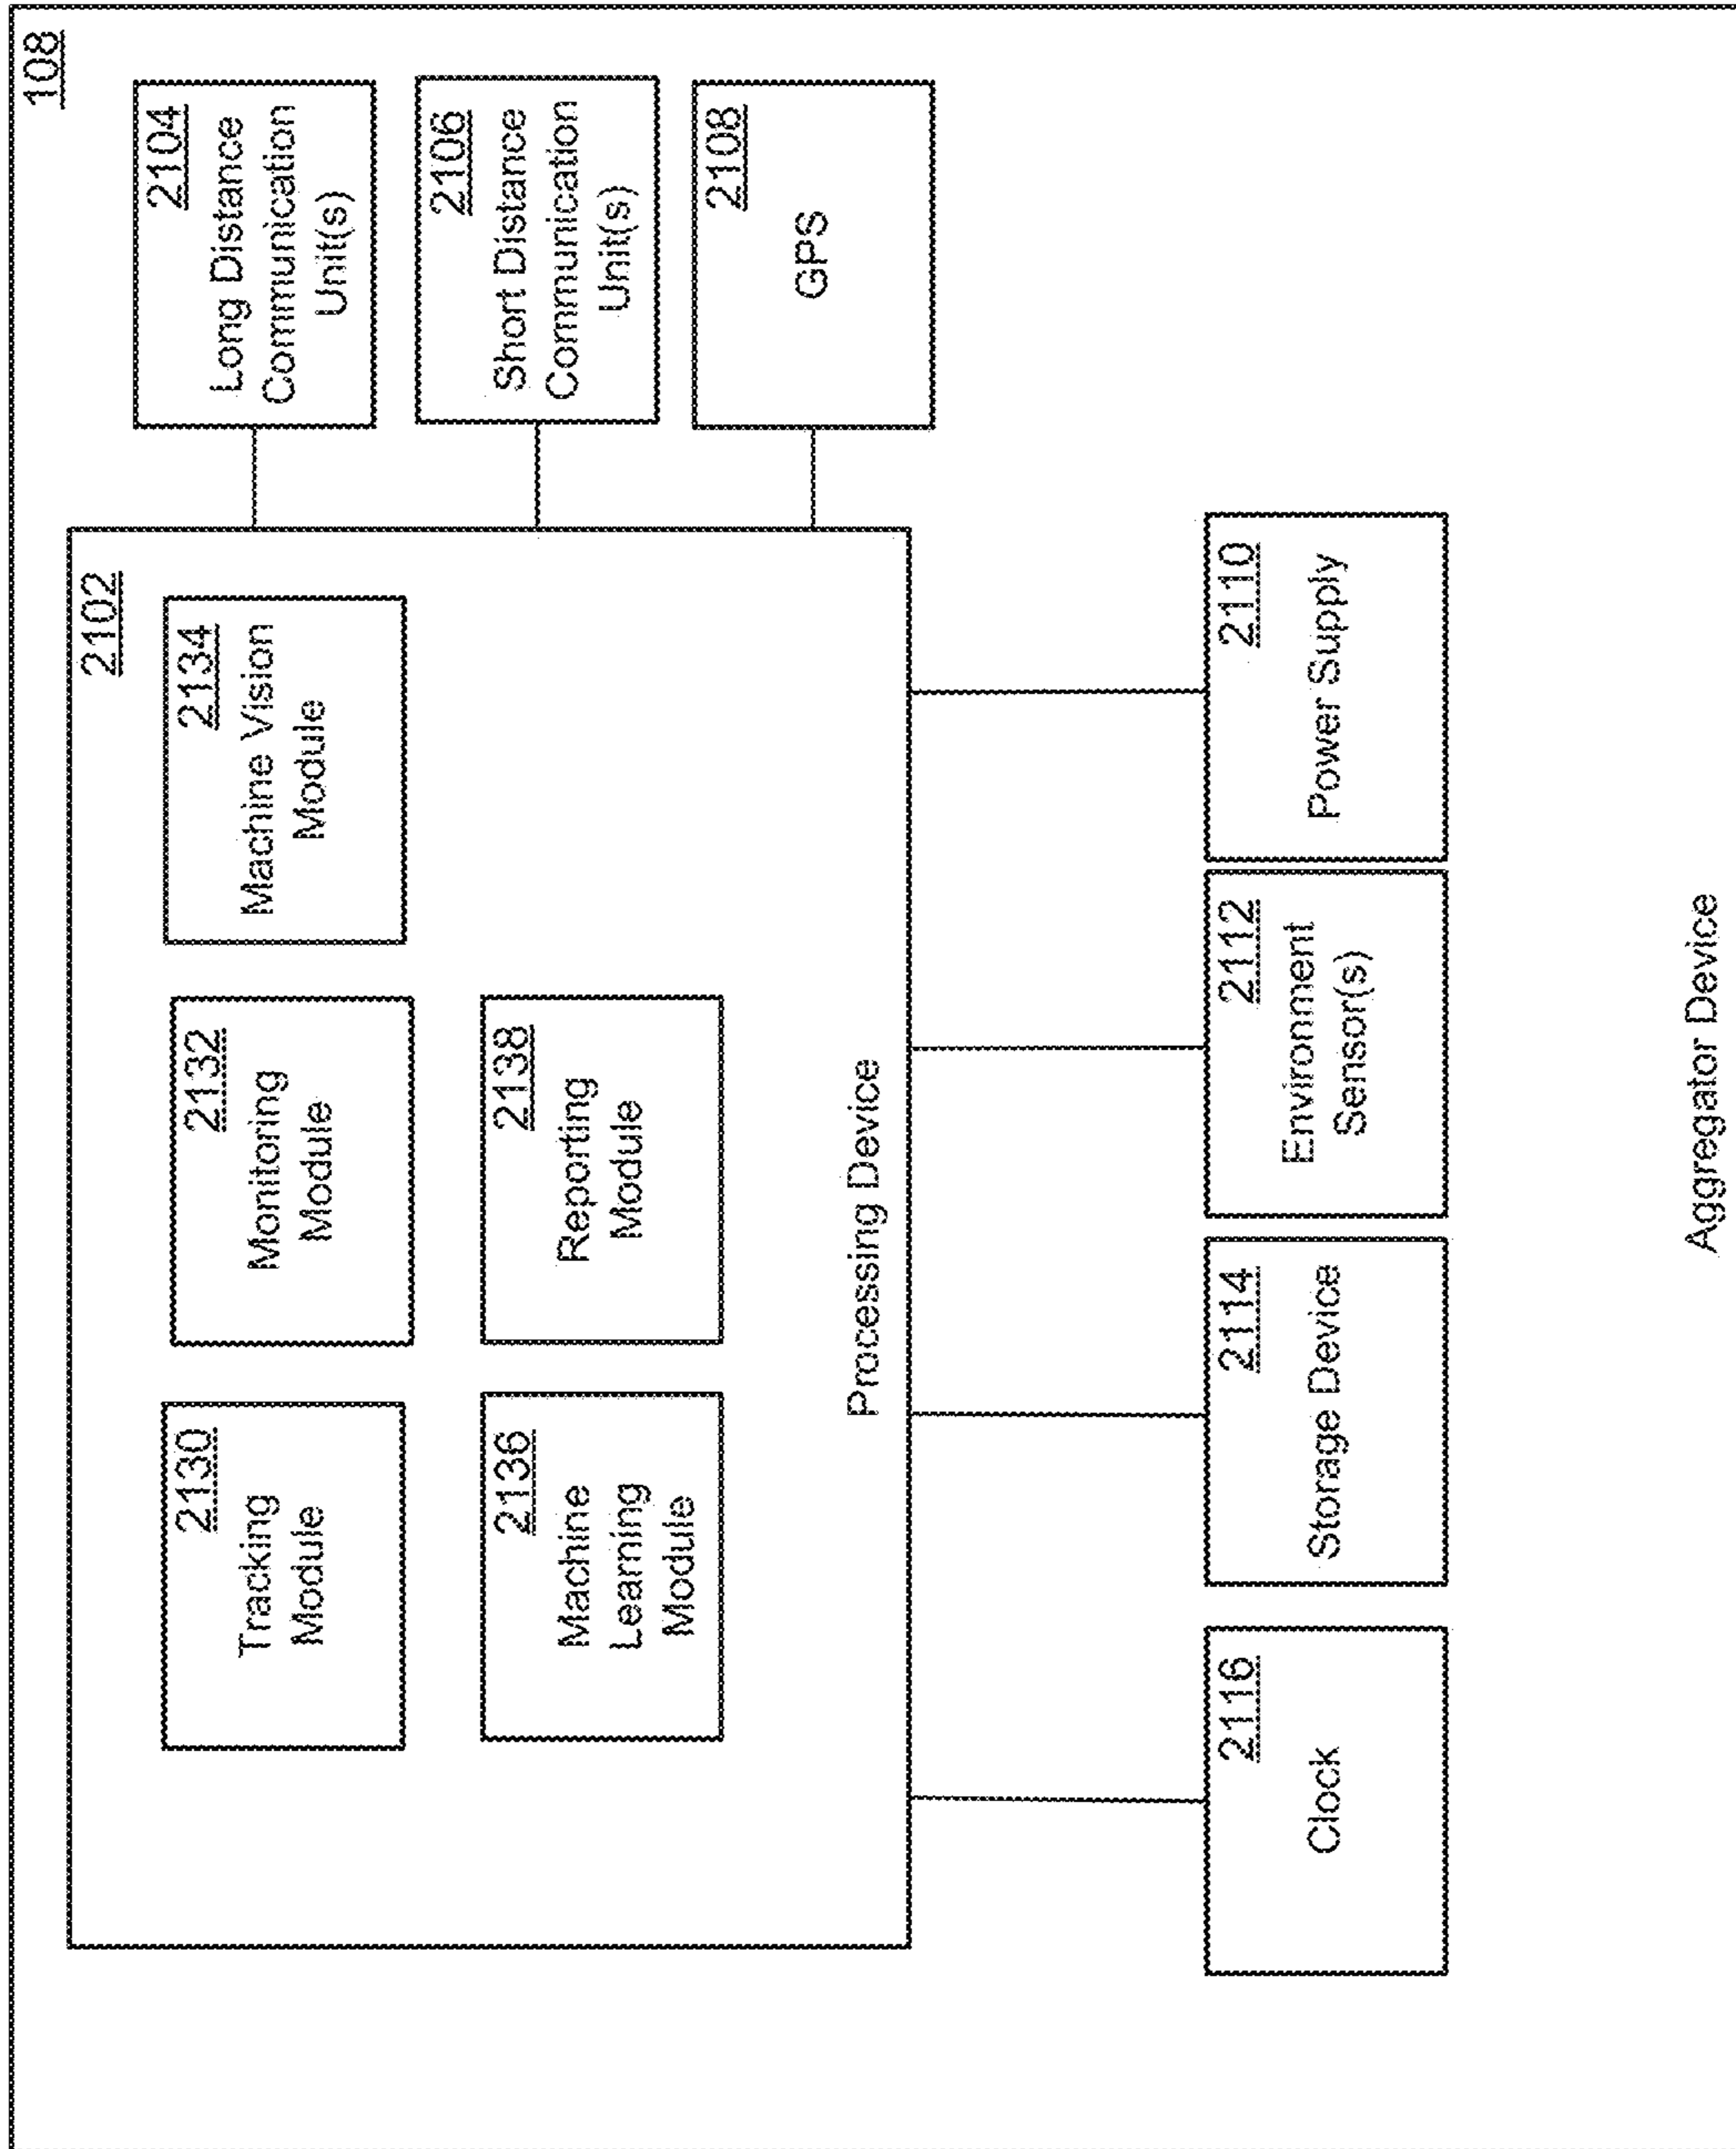 108
2102
2130
Tracking
Module
2132
Monitoring
Module
2134
Machine Vision
Module
2136
Machine
Learning
Module
2138
Reporting
Module
Processing Device
2104
Long Distance
Communication
Unit(s)
2106
Short Distance
Communication
Unit(s)
2108
GPS
2116
Clock
2114
Storage Device
2112
Environment
Sensor(s)
2110
Power Supply
Aggregator Device